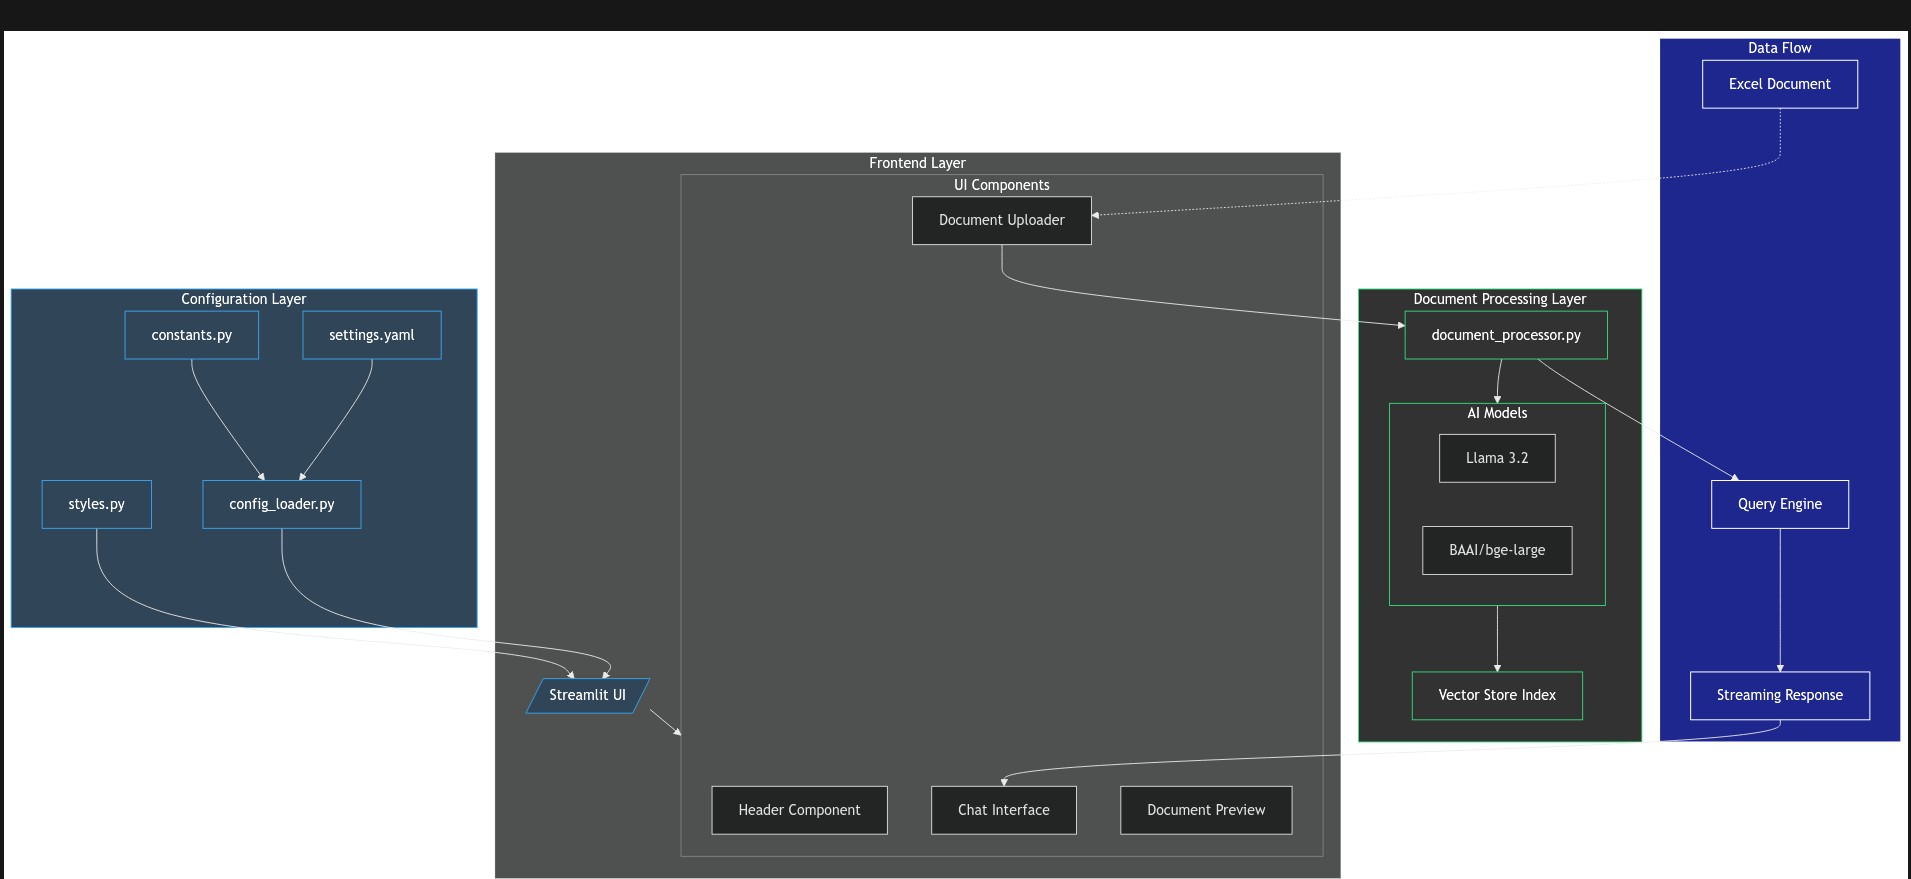 Data Flow
Excel Document
Frontend Layer
UI Components
Document Uploader
Configuration Layer
constants.py
settings.yaml
styles.py
config_loader.py
Document Processing Layer
document_processor.py
AI Models
Llama 3.2
BAAI/bge-large
Vector Store Index
Query Engine
Streaming Response
Streamlit UI
Header Component
Chat Interface
Document Preview